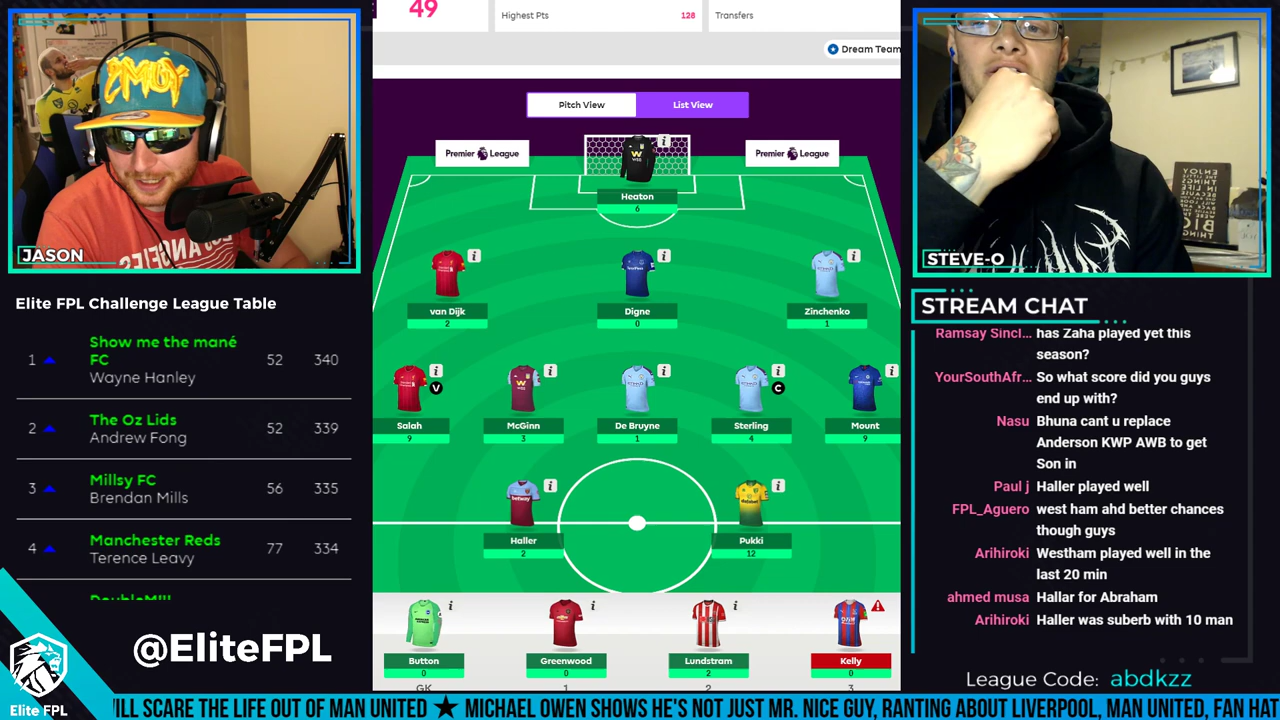 49
Highest Pts
128
Transfers
Dream Team
Pitch View
List View
Premier League
Premier League
Heaton
6
van Dijk
2
Digne
0
Zinchenko
1
V
C
Salah
9
McGinn
3
De Bruyne
1
Sterling
4
Mount
9
Haller
2
Pukki
12
Button
0
Greenwood
0
Lundstram
2
Kelly
0
GK
1
2
3
JASON
LOS ANGELES
Elite FPL Challenge League Table
1 Show me the mané FC 52 340
Wayne Hanley
2 The Oz Lids 52 339
Andrew Fong
3 Millsy FC 56 335
Brendan Mills
4 Manchester Reds 77 334
Terence Leavy
@EliteFPL
Elite FPL
STEVE-O
ENJOY
THE LITTLE
THINGS
IN LIFE
BECAUSE
STREAM CHAT
Ramsay Sincl... has Zaha played yet this
season?
YourSouthAfr... So what score did you guys
end up with?
Nasu Bhuna cant u replace
Anderson KWP AWB to get
Son in
Paul j Haller played well
FPL_Aguero west ham ahd better chances
though guys
Arihiroki Westham played well in the
last 20 min
ahmed musa Hallar for Abraham
Arihiroki Haller was suberb with 10 man
League Code: abdkzz
ILL SCARE THE LIFE OUT OF MAN UNITED ★ MICHAEL OWEN SHOWS HE'S NOT JUST MR. NICE GUY, RANTING ABOUT LIVERPOOL, MAN UNITED, FAN HAT